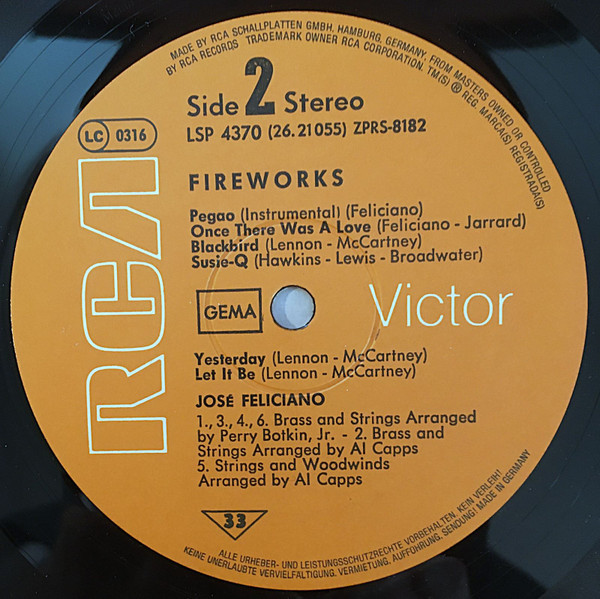 MADE BY RCA SCHALLPLATTEN GMBH, HAMBURG, GERMANY, FROM MASTERS OWNED OR CONTROLLED
BY RCA RECORDS TRADEMARK OWNER RCA CORPORATION. TM(S) ® REG. MARCA(S) REGISTRADA(S)
Side 2 Stereo
LSP 4370 (26.21055) ZPRS-8182
LC 0316
RCA
FIREWORKS
Pegao (Instrumental) (Feliciano)
Once There Was A Love (Feliciano - Jarrard)
Blackbird (Lennon - McCartney)
Susie-Q (Hawkins - Lewis - Broadwater)
GEMA
Victor
Yesterday (Lennon - McCartney)
Let It Be (Lennon - McCartney)
JOSÉ FELICIANO
1., 3., 4., 6. Brass and Strings Arranged
by Perry Botkin, Jr. - 2. Brass and
Strings Arranged by Al Capps
5. Strings and Woodwinds
Arranged by Al Capps
33
ALLE URHEBER- UND LEISTUNGSSCHUTZRECHTE VORBEHALTEN. KEIN VERLEIH!
KEINE UNERLAUBTE VERVIELFÄLTIGUNG, VERMIETUNG, AUFFÜHRUNG, SENDUNG! MADE IN GERMANY